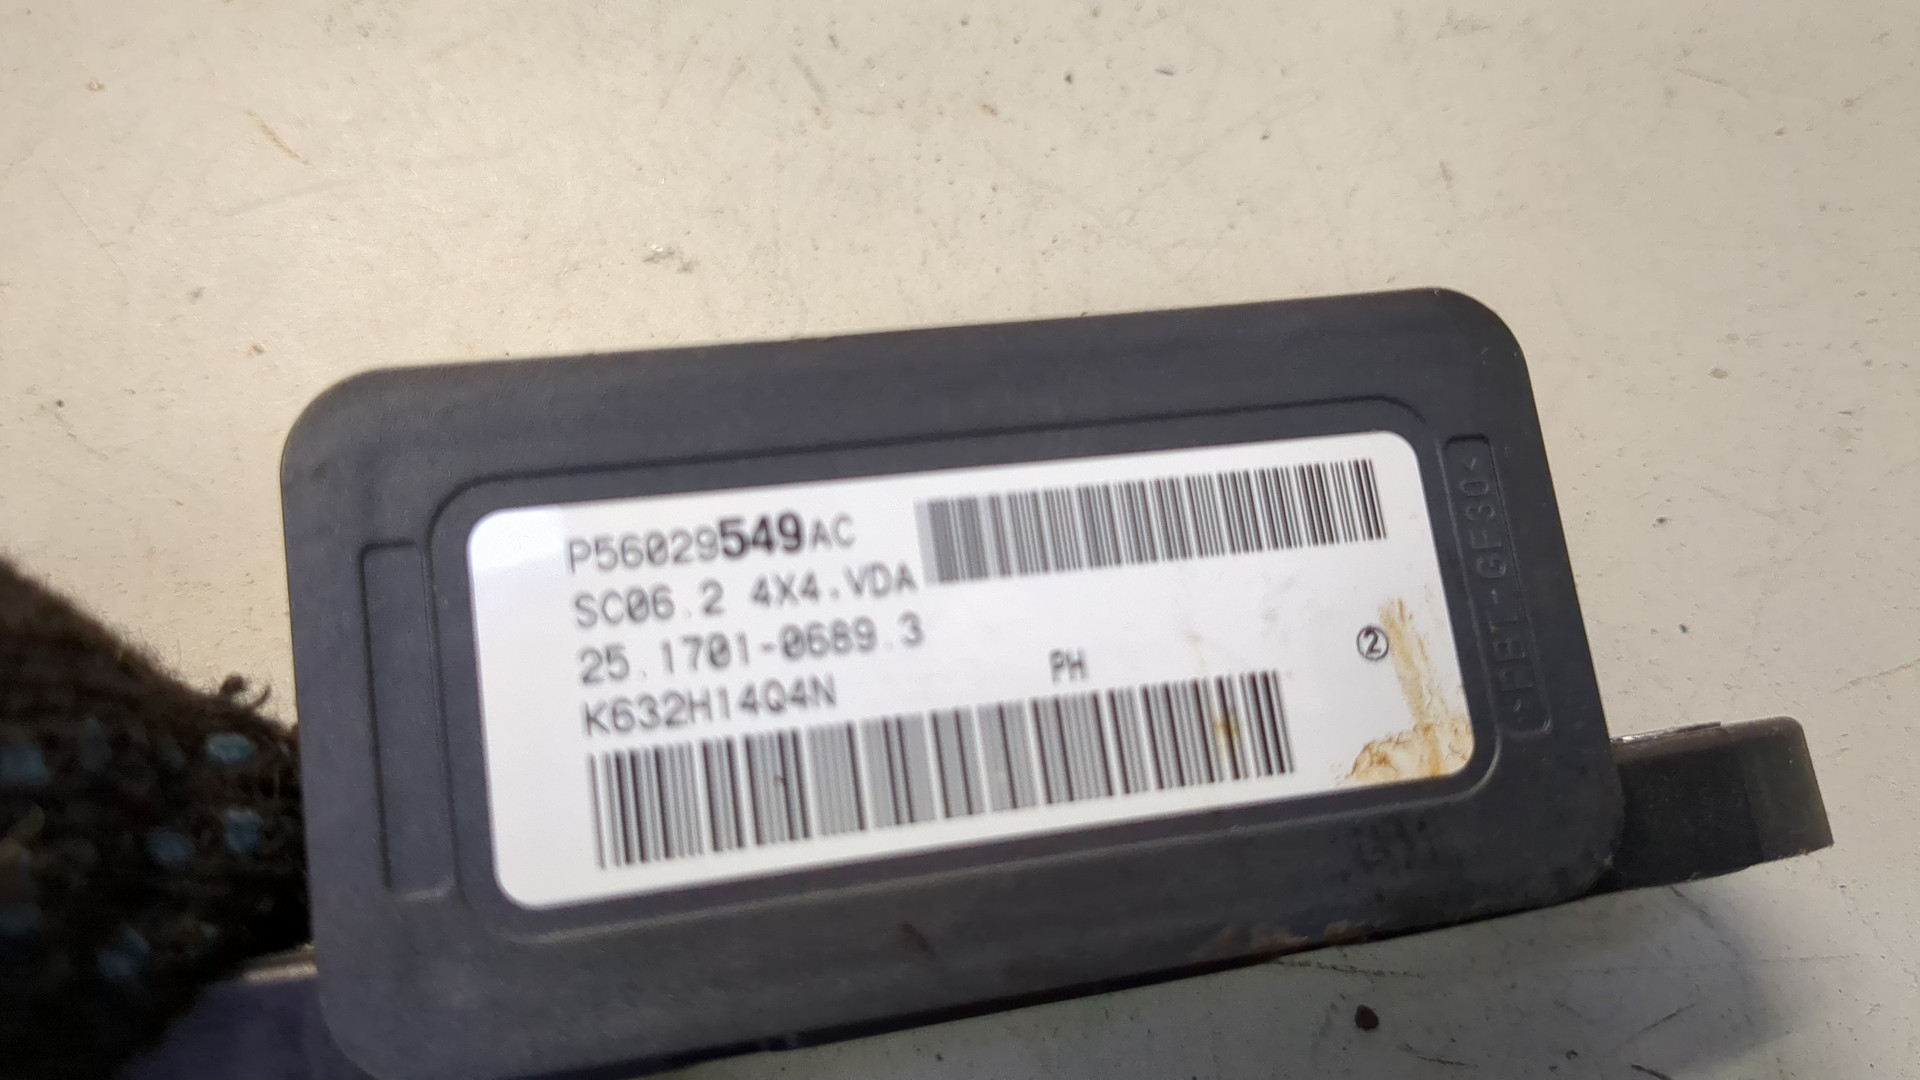 P56029549AC
SC06.2 4X4.VDA
25.1701-0689.3
K632H14Q4N
PH
②
>PBT-GF30<